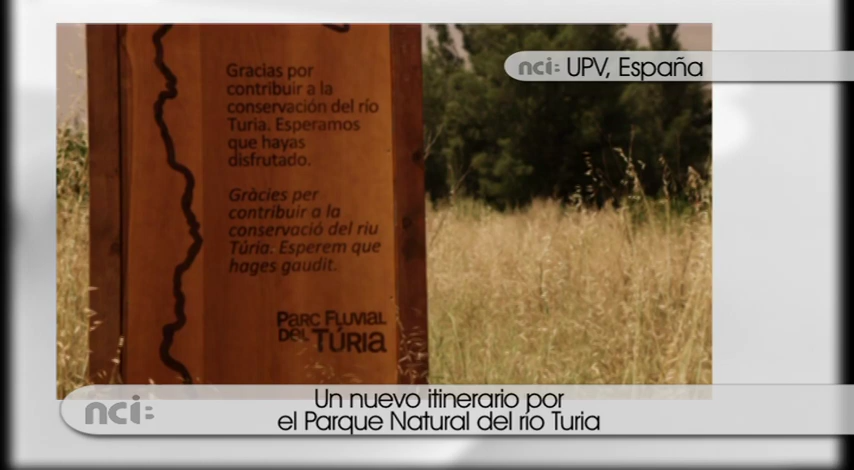 nci: UPV, España
Gracias por
contribuir a la
conservación del río
Turia. Esperamos
que hayas
disfrutado.
Gràcies per
contribuir a la
conservació del riu
Túria. Esperem que
hages gaudit.
PARC FLUVIAL
DEL TÚRIA
nci:
Un nuevo itinerario por
el Parque Natural del río Turia